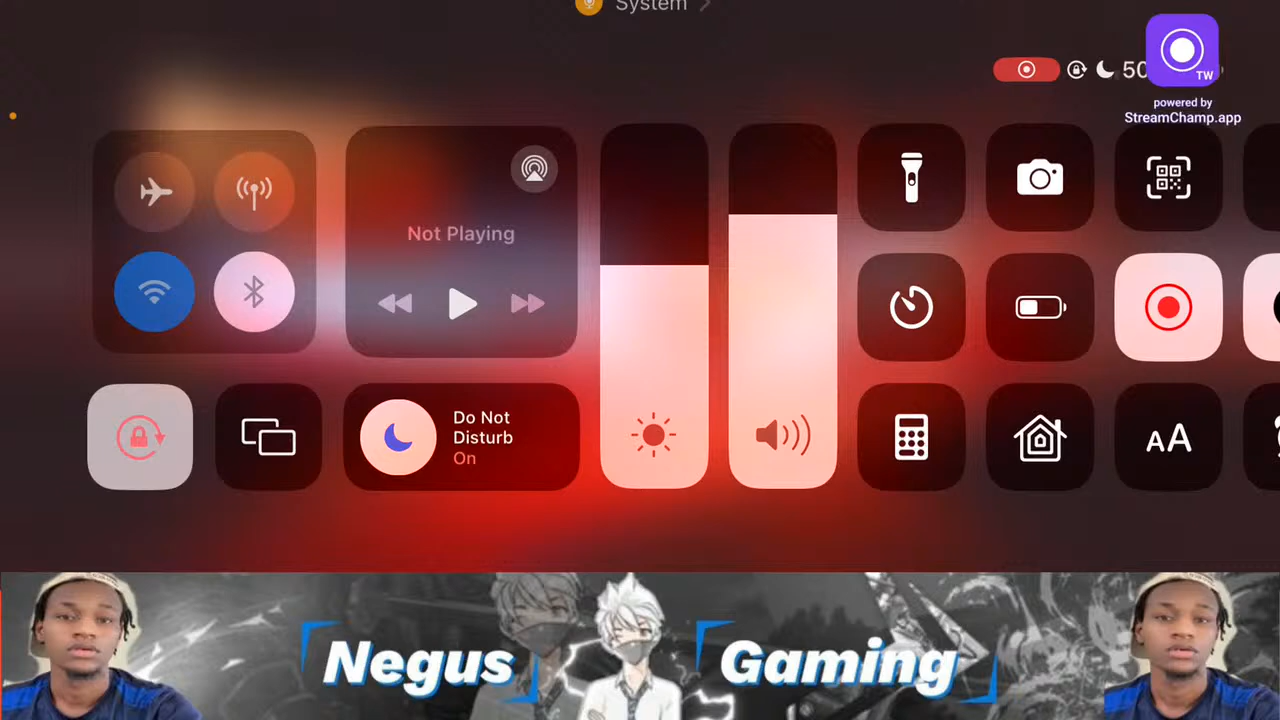 System
50
TW
powered by
StreamChamp.app
Not Playing
Do Not
Disturb
On
AA
Negus
Gaming